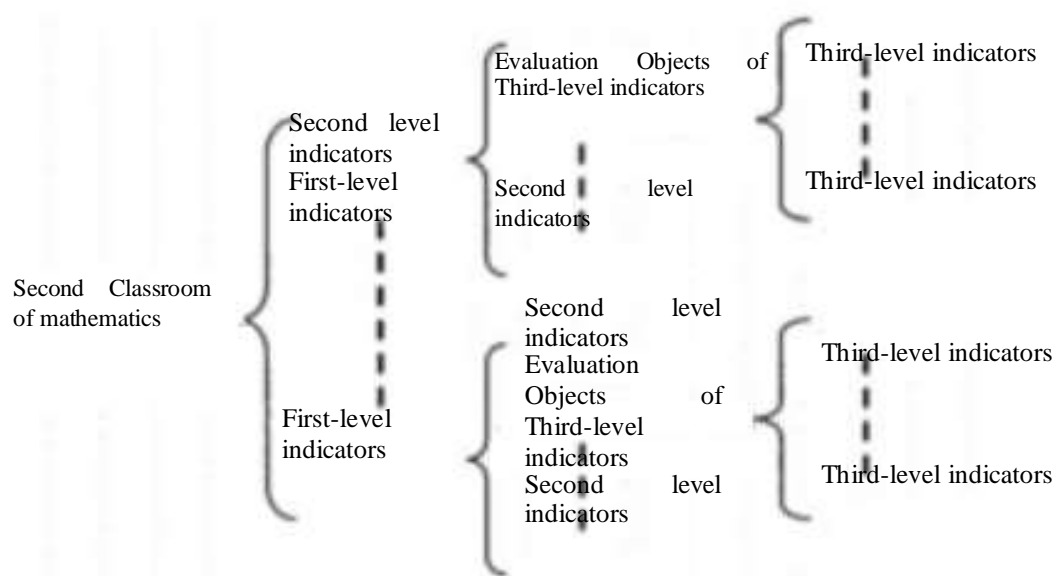 Second Classroom
of mathematics
Second level
indicators
First-level
indicators
First-level
indicators
Evaluation Objects of
Third-level indicators
Second level
indicators
Second level
indicators
Evaluation
Objects of
Third-level
indicators
Second level
indicators
Third-level indicators
Third-level indicators
Third-level indicators
Third-level indicators